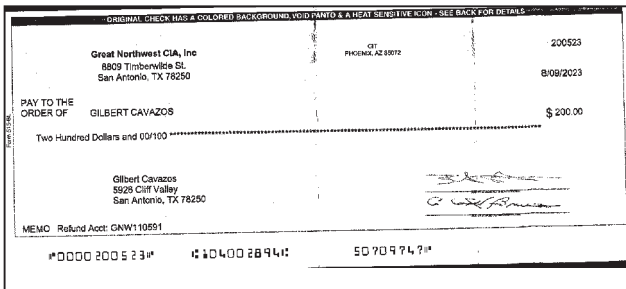 ORIGINAL CHECK HAS A COLORED BACKGROUND, VOID PANTO & A HEAT SENSITIVE ICON - SEE BACK FOR DETAILS
Great Northwest CIA, Inc
8809 Timberwilde St.
San Antonio, TX 78250
CIT
PHOENIX, AZ 85072
200523
8/09/2023
PAY TO THE
ORDER OF GILBERT CAVAZOS
$ 200.00
Two Hundred Dollars and 00/100 ****************************************
Gilbert Cavazos
5926 Cliff Valley
San Antonio, TX 78250
MEMO Refund Acct: GNW110591
⑈0000200523⑈ ⑆104002894⑆ 50709747⑈